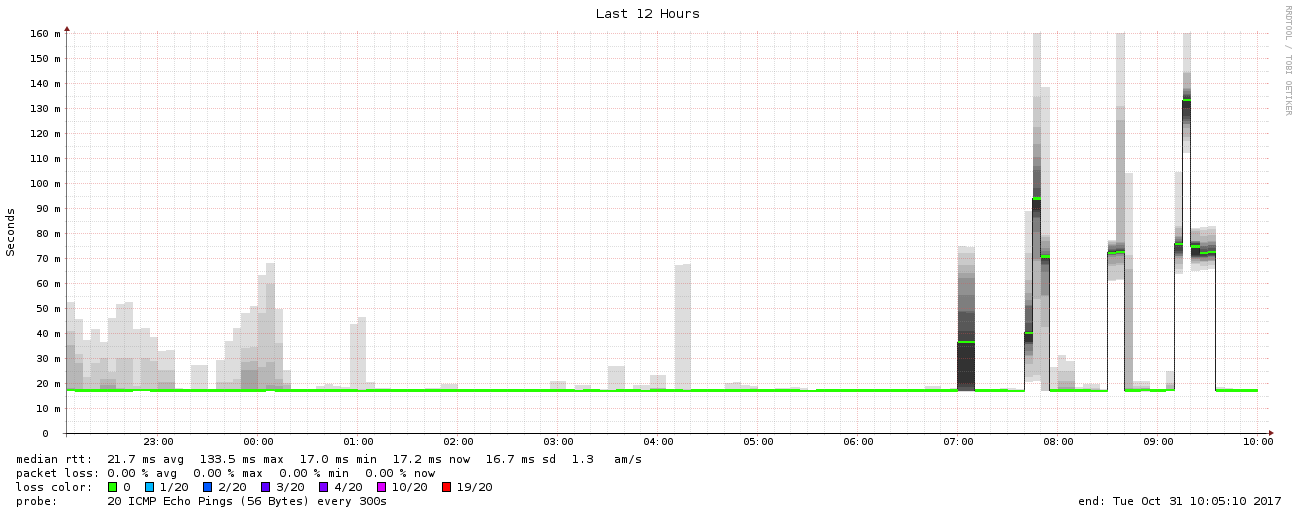 Last 12 Hours
RRDTOOL / TOBI OETIKER
Seconds
160 m
150 m
140 m
130 m
120 m
110 m
100 m
90 m
80 m
70 m
60 m
50 m
40 m
30 m
20 m
10 m
0
23:00 00:00 01:00 02:00 03:00 04:00 05:00 06:00 07:00 08:00 09:00 10:00
median rtt: 21.7 ms avg 133.5 ms max 17.0 ms min 17.2 ms now 16.7 ms sd 1.3 am/s
packet loss: 0.00 % avg 0.00 % max 0.00 % min 0.00 % now
loss color: 0 1/20 2/20 3/20 4/20 10/20 19/20
probe: 20 ICMP Echo Pings (56 Bytes) every 300s end: Tue Oct 31 10:05:10 2017